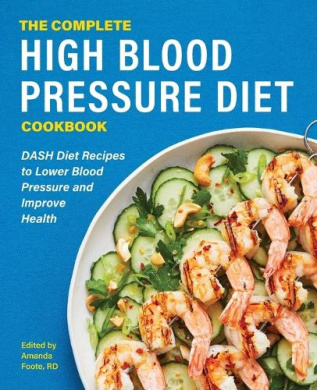 THE COMPLETE
HIGH BLOOD
PRESSURE DIET
COOKBOOK
DASH Diet Recipes
to Lower Blood
Pressure and
Improve
Health
Edited by
Amanda
Foote, RD